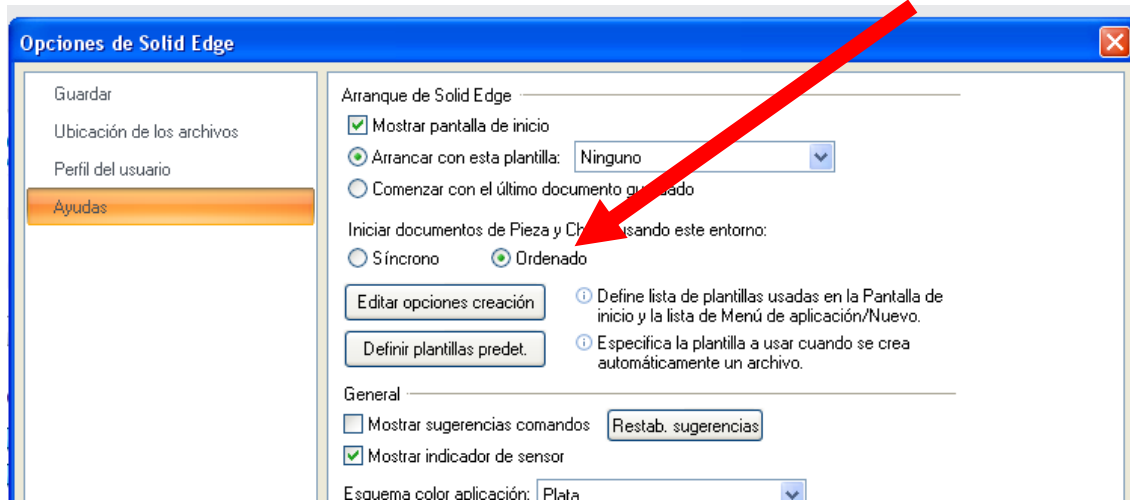 Opciones de Solid Edge
Guardar
Ubicación de los archivos
Perfil del usuario
Ayudas
Arranque de Solid Edge
Mostrar pantalla de inicio
Arrancar con esta plantilla: Ninguno
Comenzar con el último documento
Iniciar documentos de Pieza y usando este entorno:
Síncrono Ordenado
Editar opciones creación
Define lista de plantillas usadas en la Pantalla de
inicio y la lista de Menú de aplicación/Nuevo.
Definir plantillas predet.
Especifica la plantilla a usar cuando se crea
automáticamente un archivo.
General
Mostrar sugerencias comandos Restab. sugerencias
Mostrar indicador de sensor
Esquema color aplicación: Plata